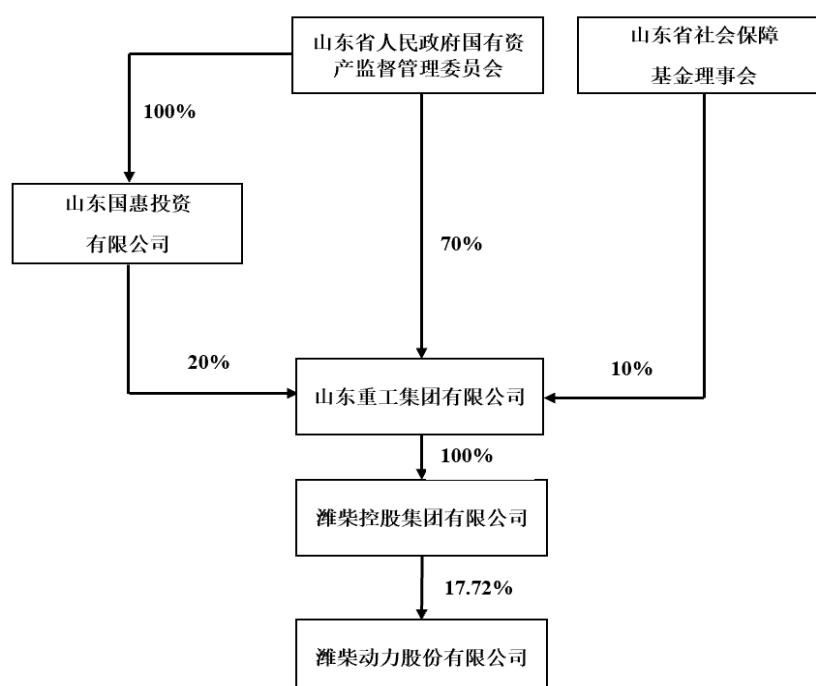 山东省人民政府国有资
产监督管理委员会
山东省社会保障
基金理事会
100%
山东国惠投资
有限公司
70%
20%
10%
山东重工集团有限公司
100%
潍柴控股集团有限公司
17.72%
潍柴动力股份有限公司